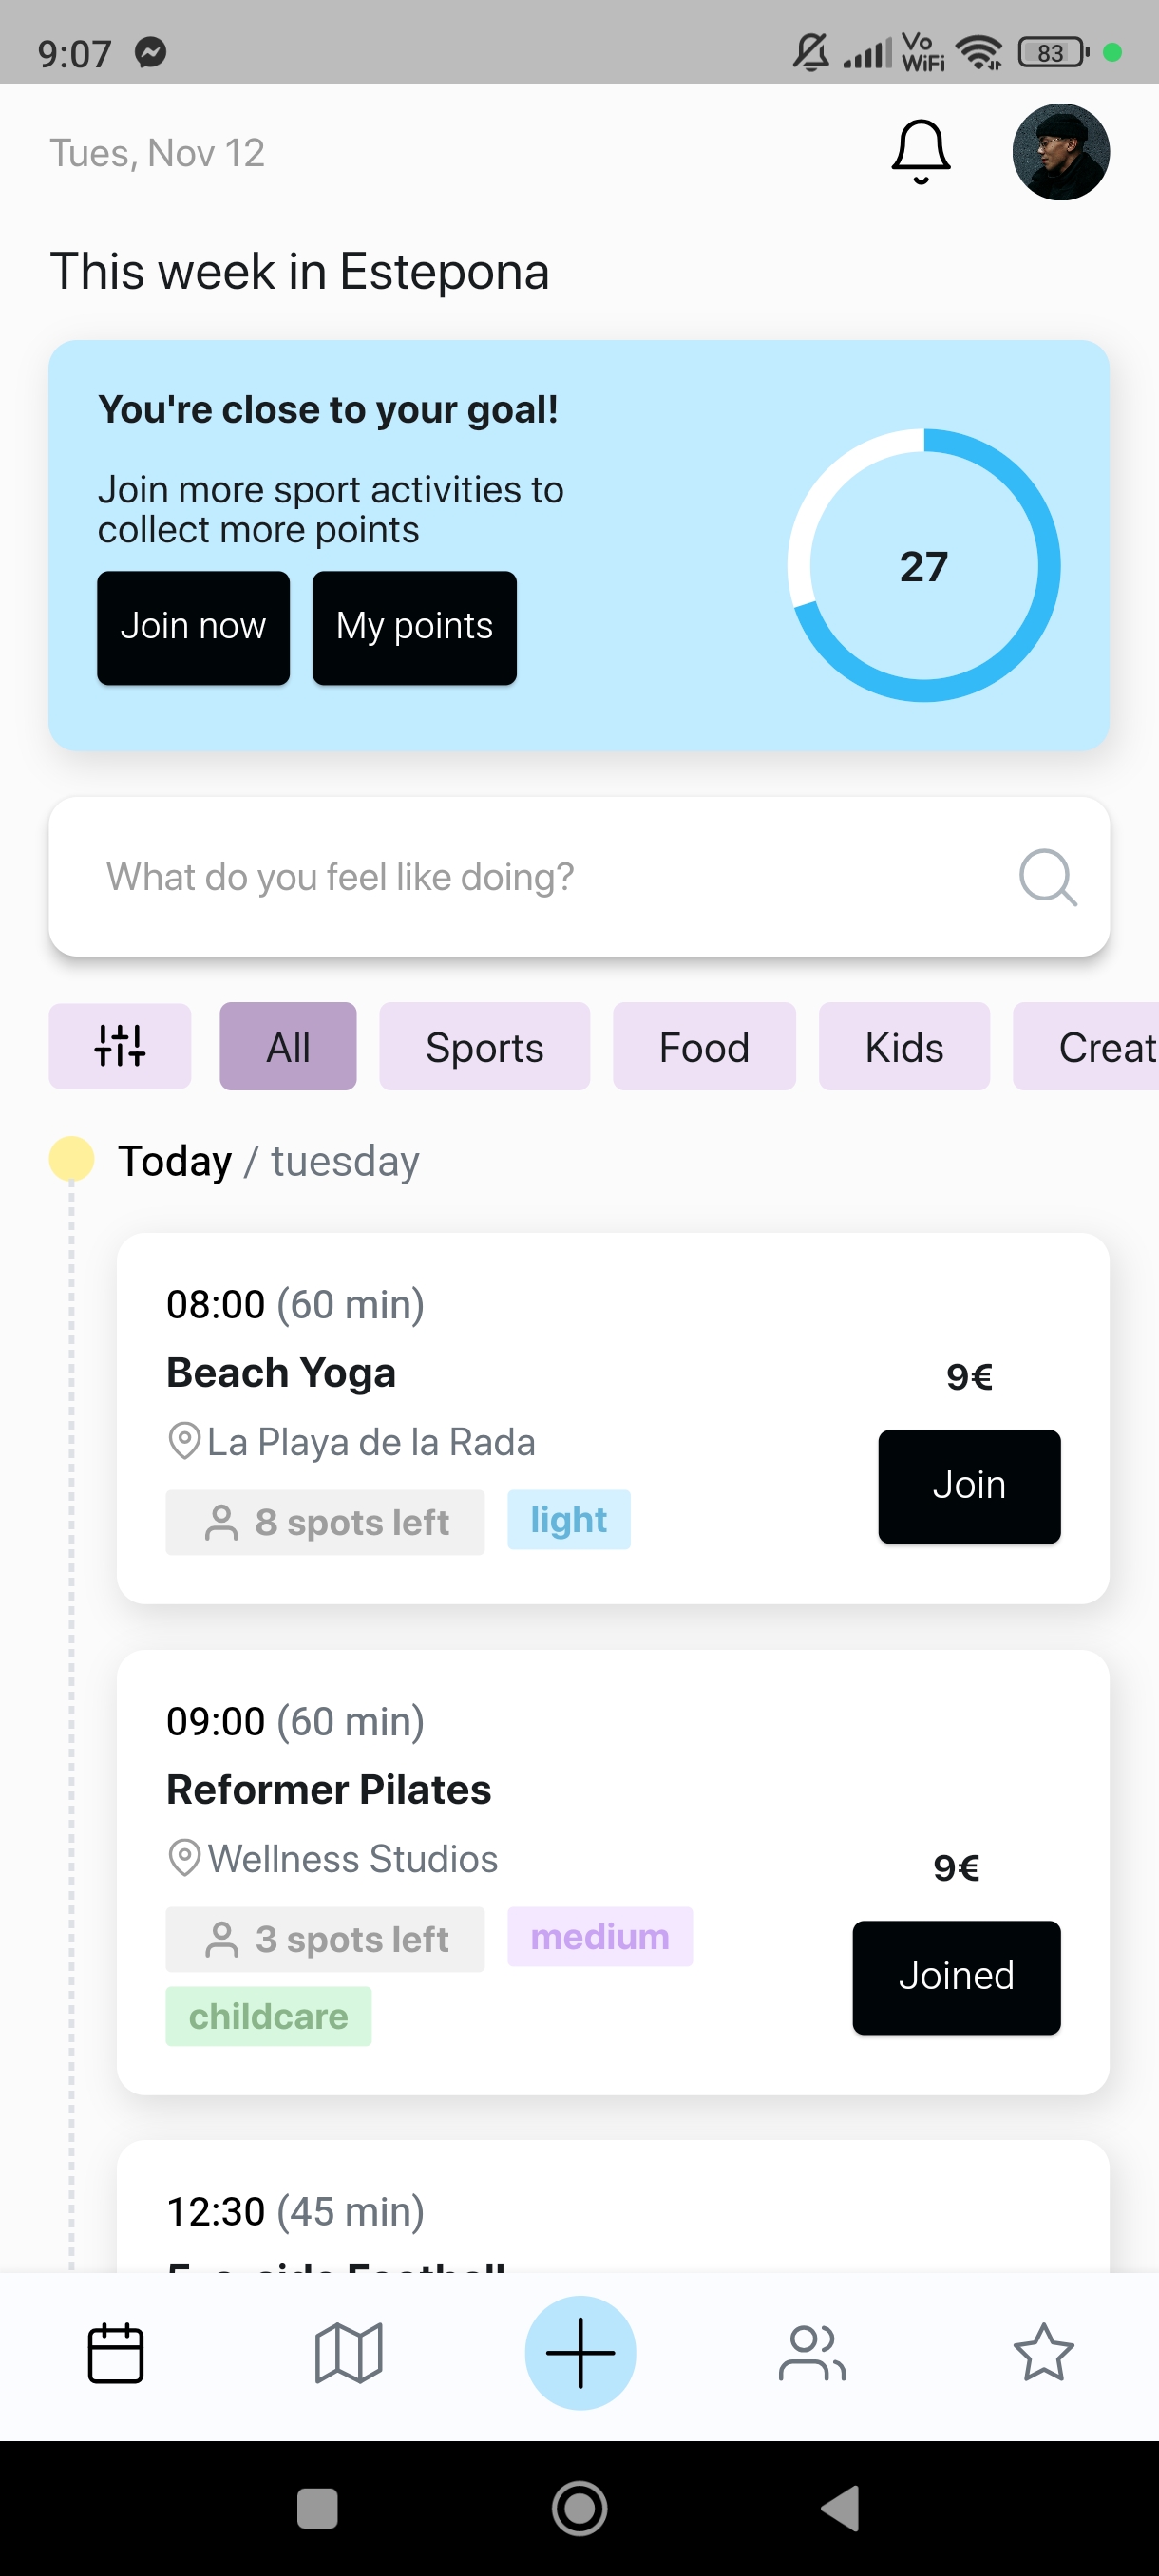 9:07
Vo
WiFi
83
Tues, Nov 12
This week in Estepona
You're close to your goal!
Join more sport activities to
collect more points
27
Join now
My points
What do you feel like doing?
All
Sports
Food
Kids
Creat
Today / tuesday
08:00 (60 min)
Beach Yoga
9€
La Playa de la Rada
Join
8 spots left
light
09:00 (60 min)
Reformer Pilates
Wellness Studios
9€
3 spots left
medium
Joined
childcare
12:30 (45 min)